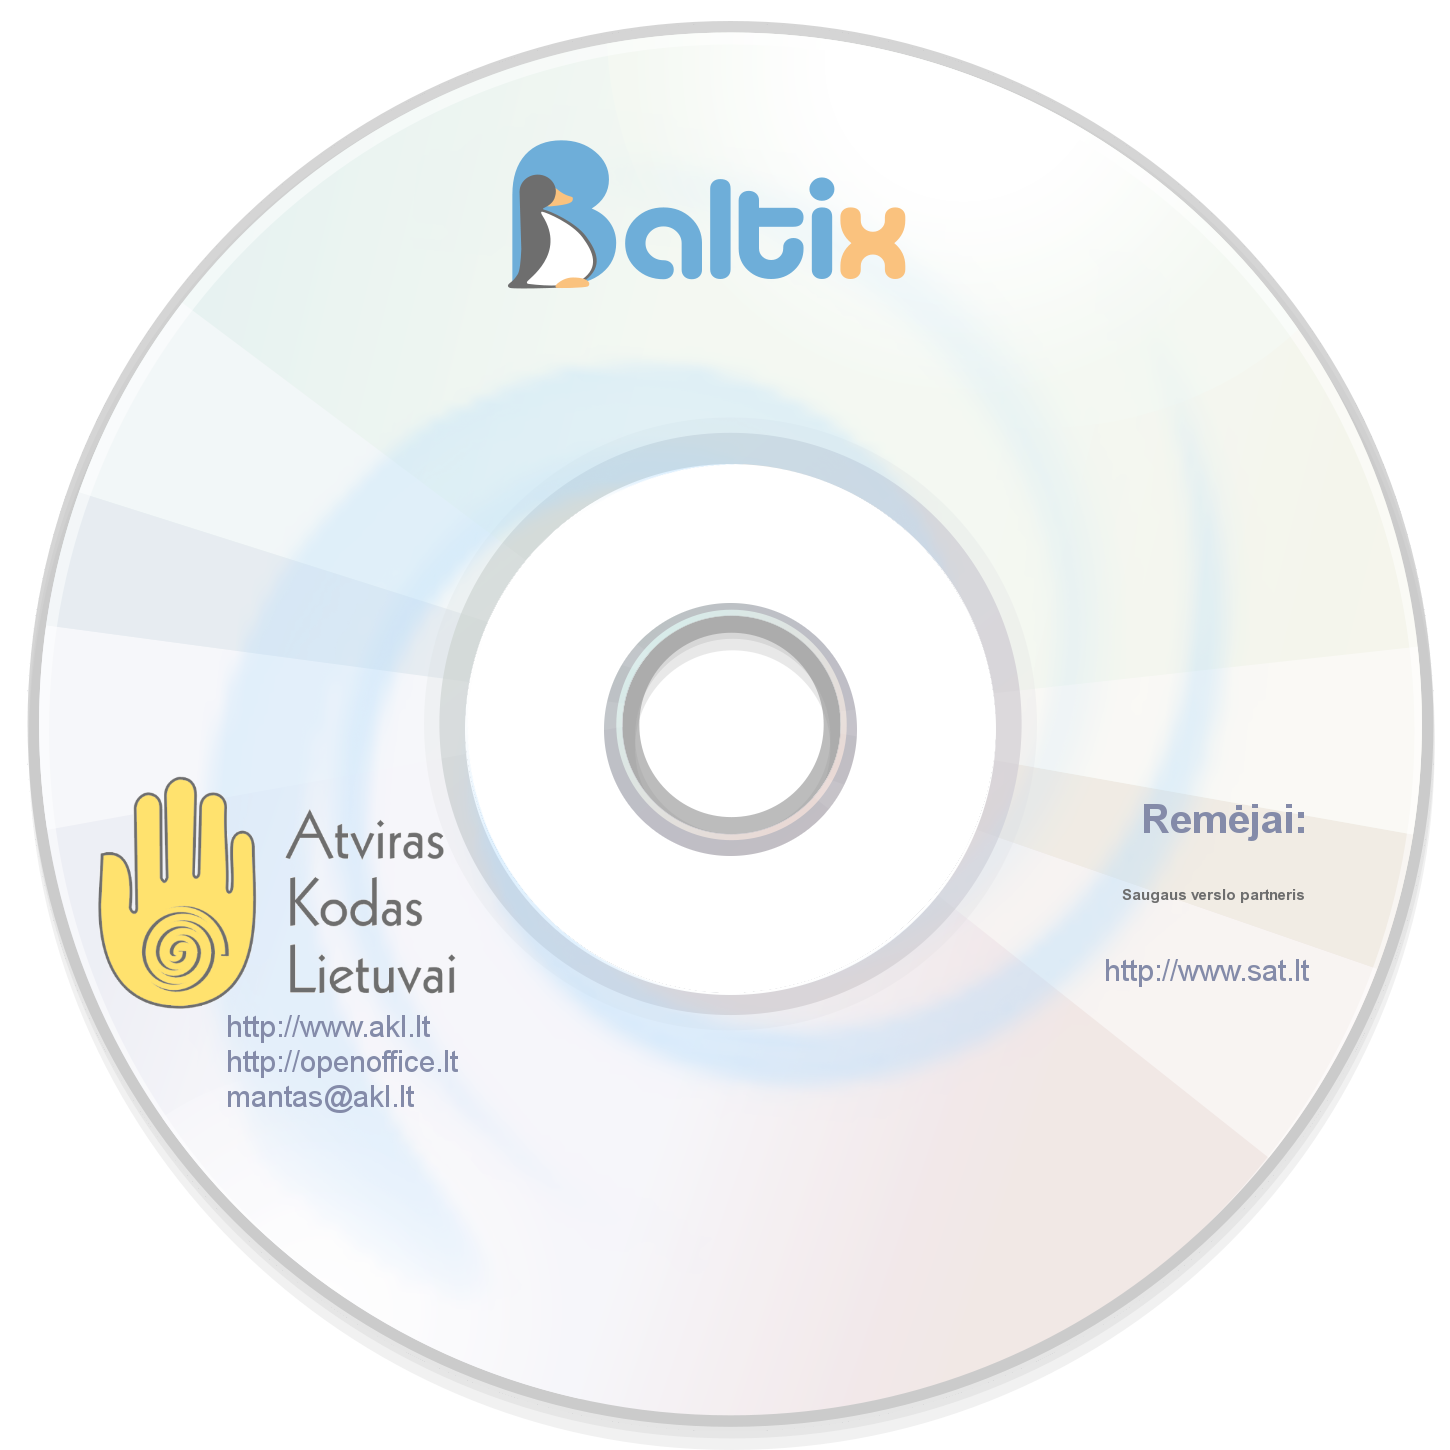 Baltix
Atviras
Kodas
Lietuvai
http://www.akl.lt
http://openoffice.lt
mantas@akl.lt
Remėjai:
Saugaus verslo partneris
http://www.sat.lt